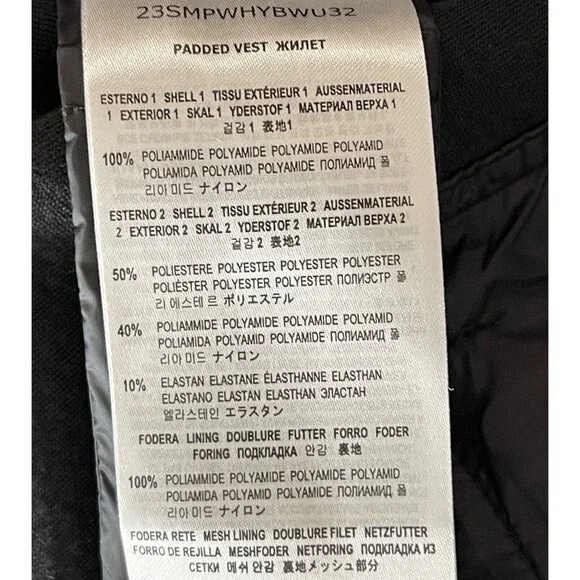 23SMPWHYBWU32
PADDED VEST ЖИЛЕТ
ESTERNO 1 SHELL 1 TISSU EXTÉRIEUR 1 AUSSENMATERIAL
1 EXTERIOR 1 SKAL 1 YDERSTOF 1 МАТЕРИАЛ ВЕРХА 1
겉감 1 表地1
100% POLIAMMIDE POLYAMIDE POLYAMIDE POLYAMID
POLIAMIDA POLYAMID POLYAMIDE ПОЛИАМИД 폴
리아미드 ナイロン
ESTERNO 2 SHELL 2 TISSU EXTÉRIEUR 2 AUSSENMATERIAL
2 EXTERIOR 2 SKAL 2 YDERSTOF 2 МАТЕРИАЛ ВЕРХА 2
겉감 2 表地2
50% POLIESTERE POLYESTER POLYESTER POLYESTER
POLIÉSTER POLYESTER POLYESTER ПОЛИЭСТР 폴
리 에스테 르 ポリエステル
40% POLIAMMIDE POLYAMIDE POLYAMIDE POLYAMID
POLIAMIDA POLYAMID POLYAMIDE ПОЛИАМИД 폴
리아미드 ナイロン
10% ELASTAN ELASTANE ÉLASTHANNE ELASTHAN
ELASTANO ELASTAN ELASTHAN ЭЛАСТАН
엘라스테인 エラスタン
FODERA LINING DOUBLURE FUTTER FORRO FODER
FORING ПОДКЛАДКА 안감 裏地
100% POLIAMMIDE POLYAMIDE POLYAMIDE POLYAMID
POLIAMIDA POLYAMID POLYAMIDE ПОЛИАМИД 폴
리아미드 ナイロン
FODERA RETE MESH LINING DOUBLURE FILET NETZFUTTER
FORRO DE REJILLA MESHFODER NETFORING ПОДКЛАДКА ИЗ
СЕТКИ 메쉬 안감 裏地メッシュ部分